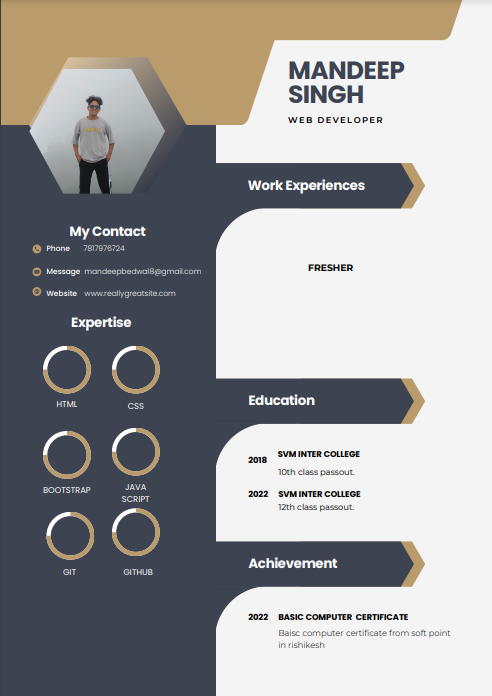 MANDEEP
SINGH
WEB DEVELOPER
My Contact
Phone 7817976724
Message mandeepbedwal8@gmail.com
Website www.reallygreatsite.com
Expertise
HTML
CSS
BOOTSTRAP
JAVA
SCRIPT
GIT
GITHUB
Work Experiences
FRESHER
Education
2018 SVM INTER COLLEGE
10th class passout.
2022 SVM INTER COLLEGE
12th class passout.
Achievement
2022 BASIC COMPUTER CERTIFICATE
Baisc computer certificate from soft point
in rishikesh